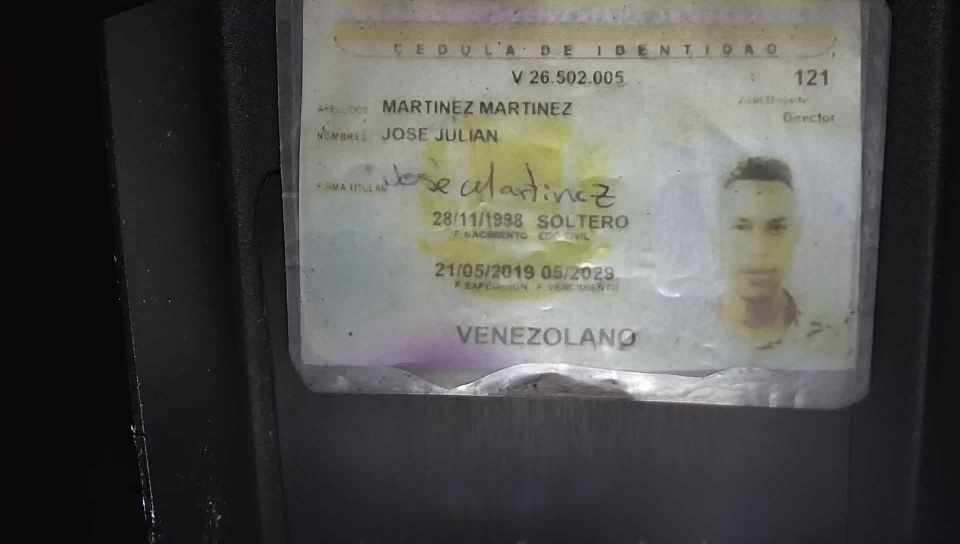 CEDULA DE IDENTIDAD
V 26.502.005
121
Director
APELLIDOS MARTINEZ MARTINEZ
NOMBRES JOSE JULIAN
FIRMA TITULAR Jose Martinez
28/11/1998 SOLTERO
F. NACIMIENTO EDO CIVIL
21/05/2019 05/2029
F. EXPEDICION F. VENCIMIENTO
VENEZOLANO